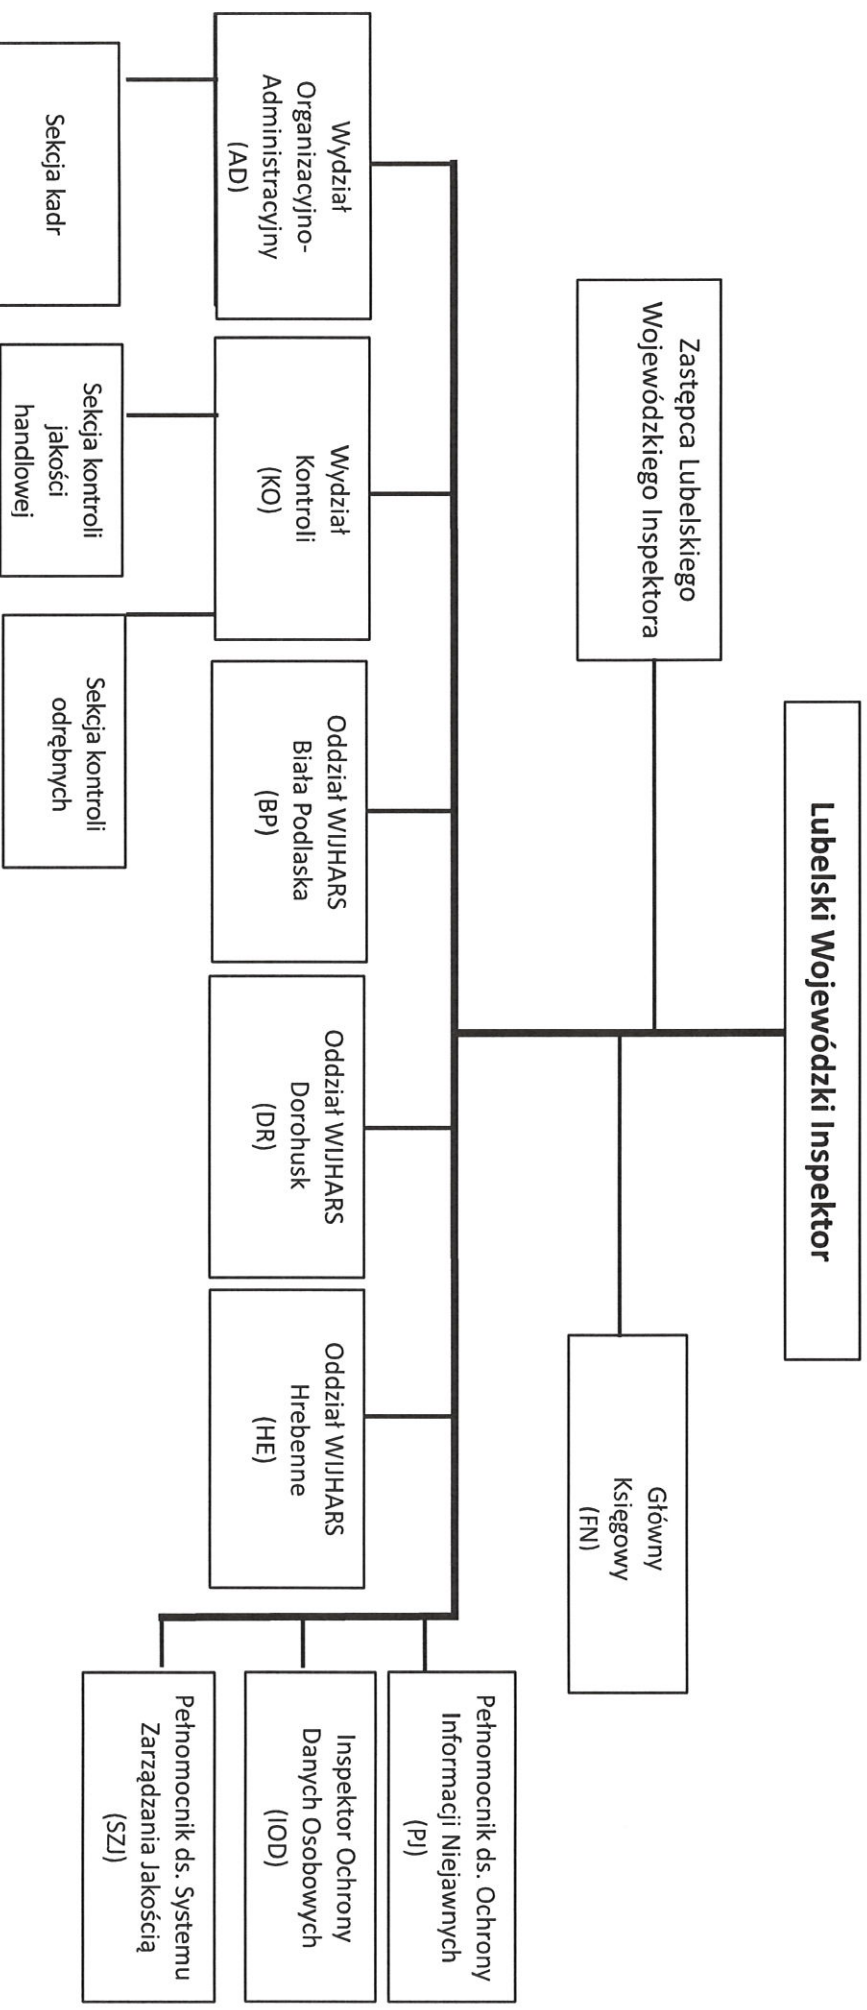 Lubelski Wojewódzki Inspektor
Zastępca Lubelskiego
Wojewódzkiego Inspektora
Główny
Księgowy
(FN)
Wydział
Organizacyjno-
Administracyjny
(AD)
Wydział
Kontroli
(KO)
Oddział WIJHARS
Biała Podlaska
(BP)
Oddział WIJHARS
Dorohusk
(DR)
Oddział WIJHARS
Hrebenne
(HE)
Pełnomocnik ds. Ochrony
Informacji Niejawnych
(PJ)
Inspektor Ochrony
Danych Osobowych
(IOD)
Pełnomocnik ds. Systemu
Zarządzania Jakością
(SZJ)
Sekcja kadr
Sekcja kontroli
jakości
handlowej
Sekcja kontroli
odrębnych